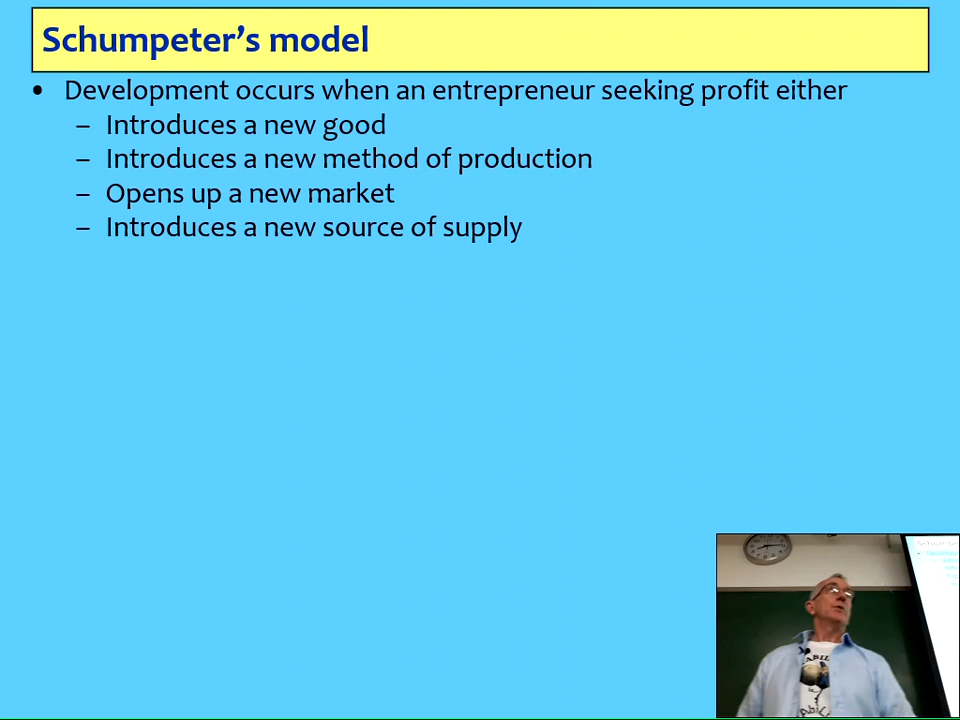 Schumpeter's model
• Development occurs when an entrepreneur seeking profit either
– Introduces a new good
– Introduces a new method of production
– Opens up a new market
– Introduces a new source of supply